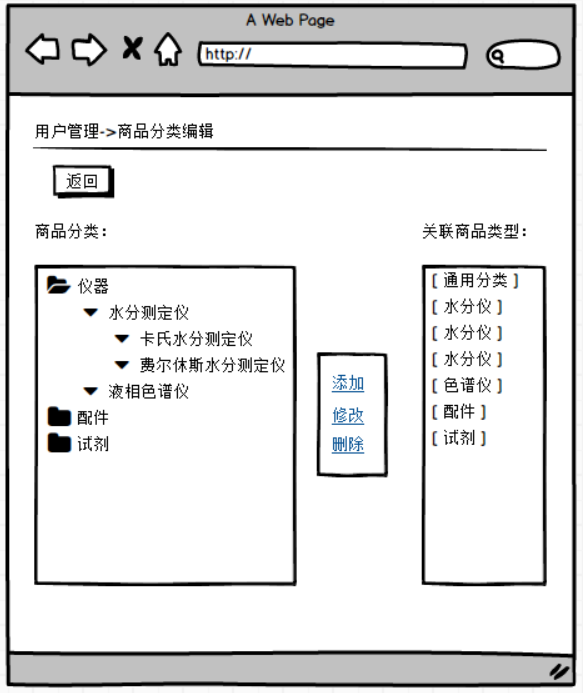 A Web Page
http://
用户管理->商品分类编辑
返回
商品分类：
关联商品类型：
仪器
水分测定仪
卡氏水分测定仪
费尔休斯水分测定仪
液相色谱仪
配件
试剂
添加
修改
删除
[ 通用分类 ]
[ 水分仪 ]
[ 水分仪 ]
[ 水分仪 ]
[ 色谱仪 ]
[ 配件 ]
[ 试剂 ]